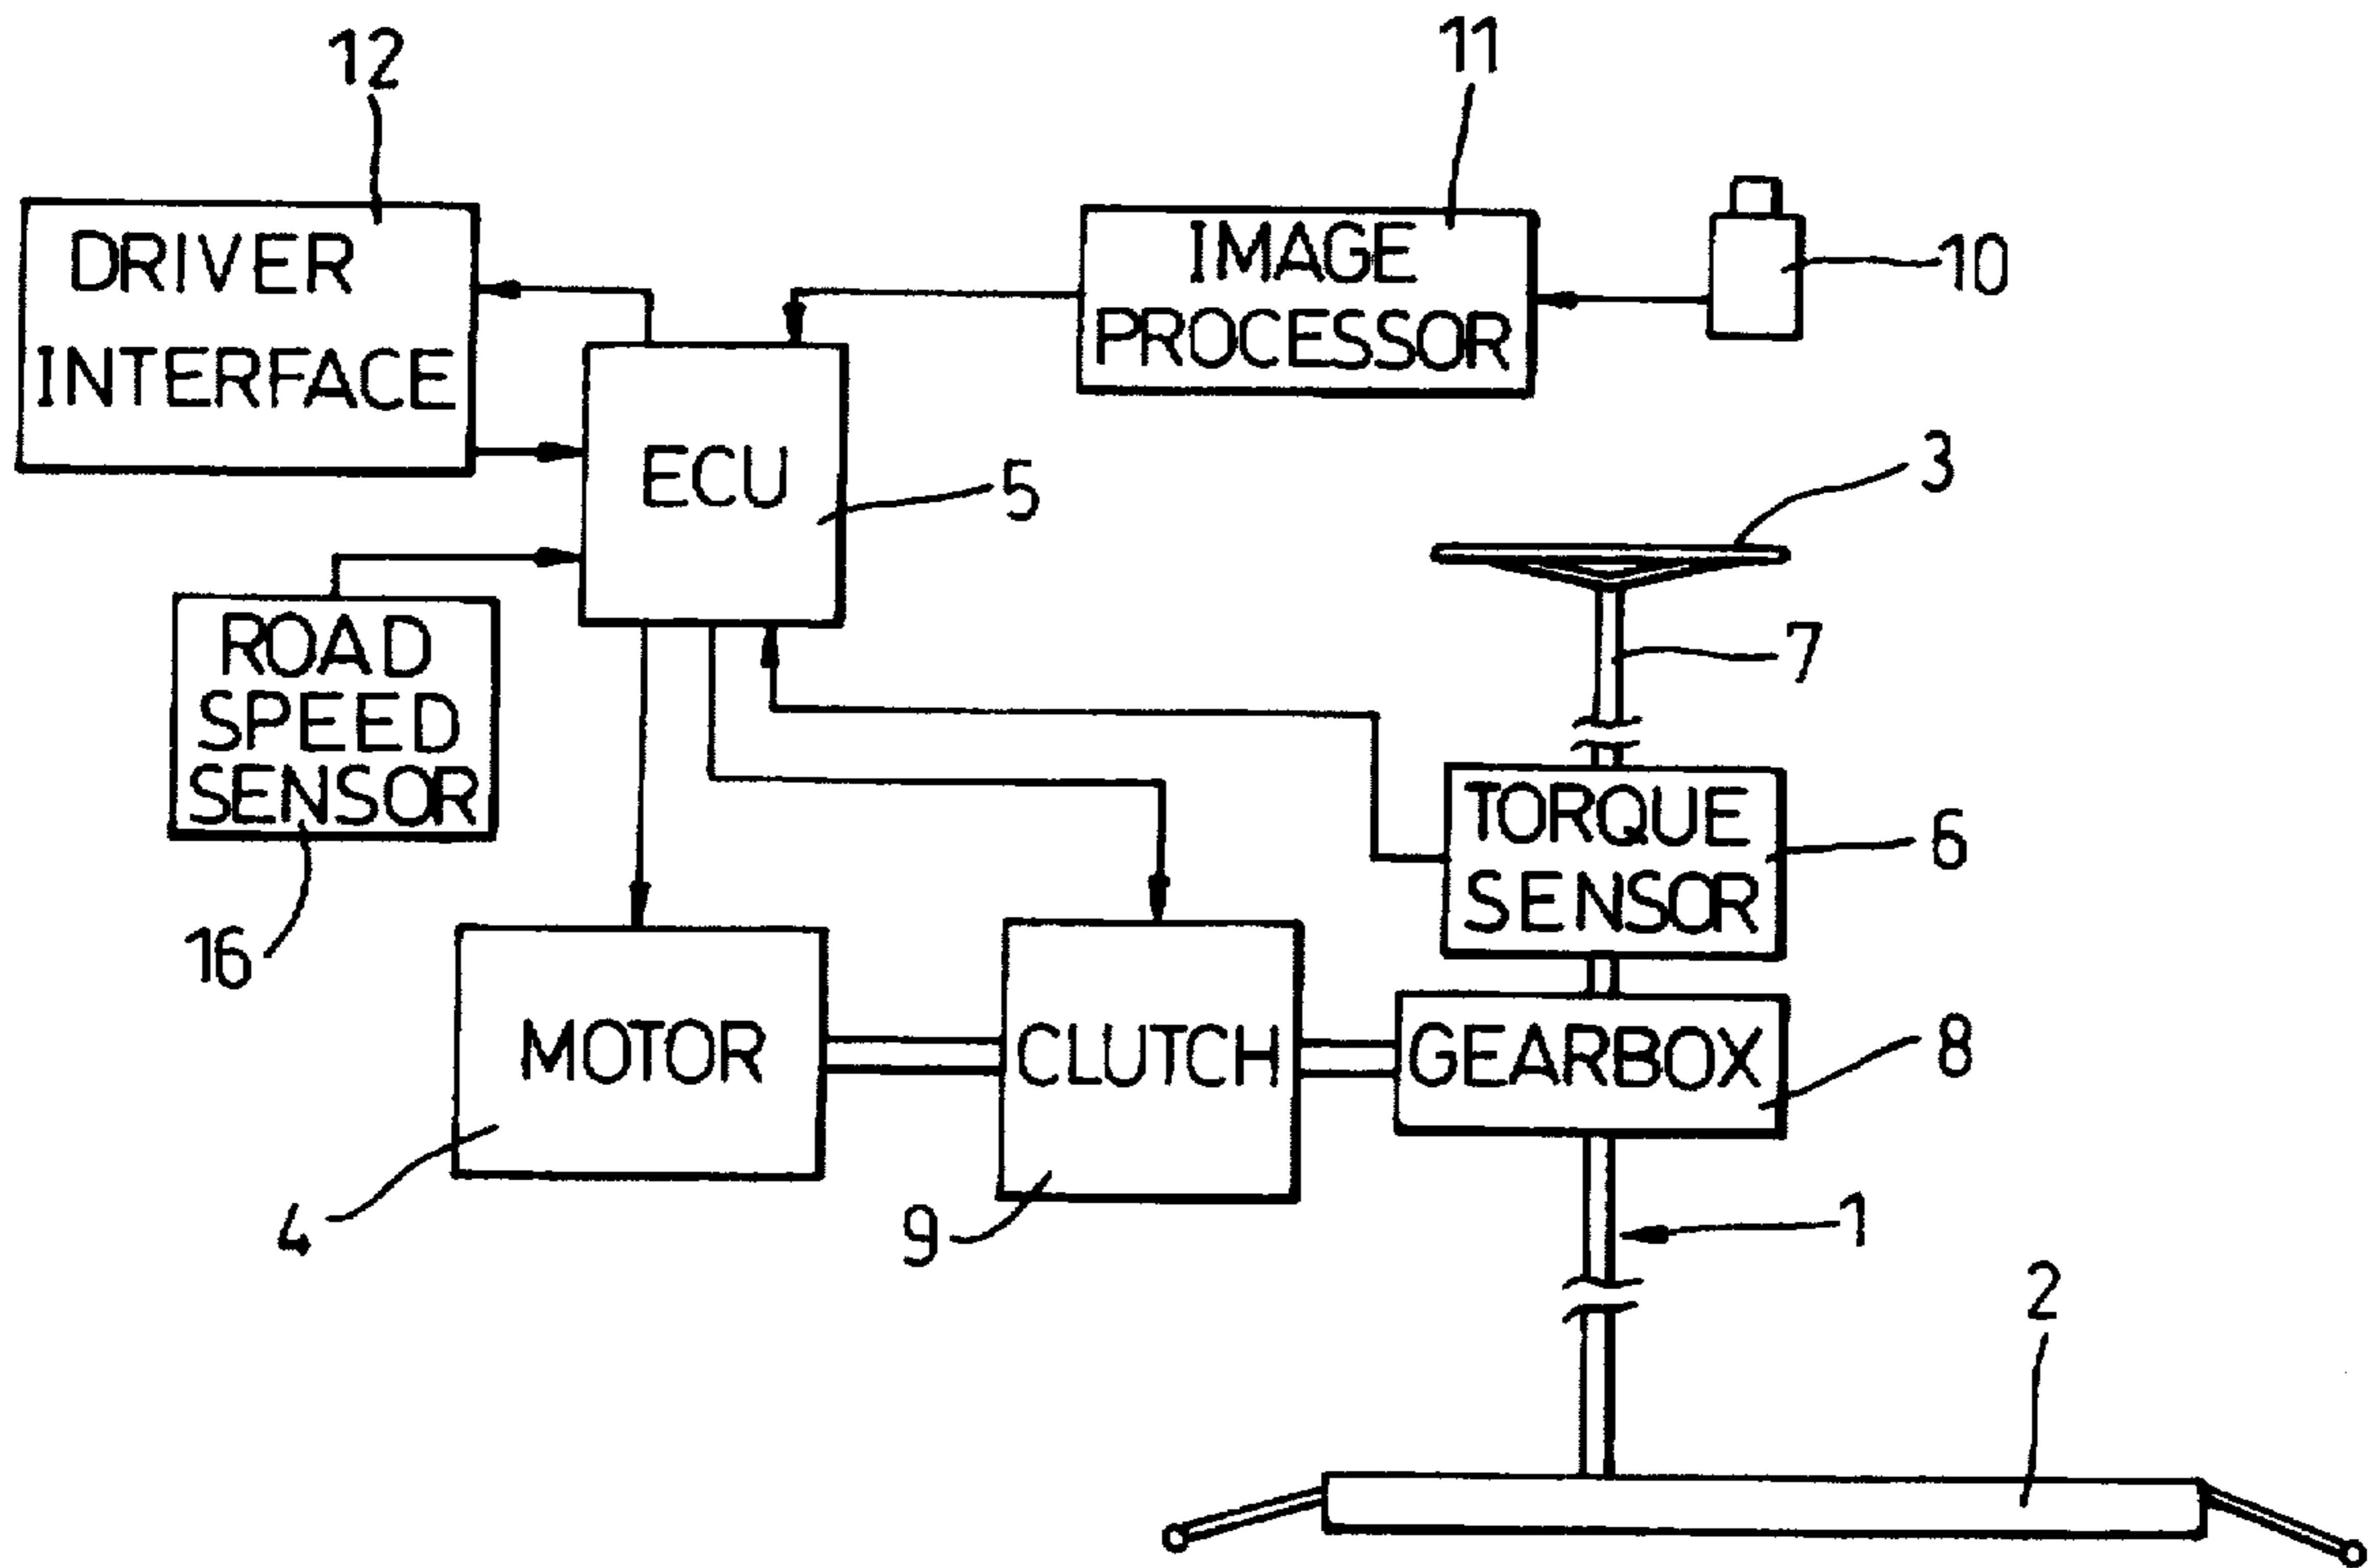 12
11
DRIVER
INTERFACE
IMAGE
PROCESSOR
10
ECU
5
3
7
ROAD
SPEED
SENSOR
16
TORQUE
SENSOR
6
MOTOR
4
CLUTCH
9
GEARBOX
8
1
2